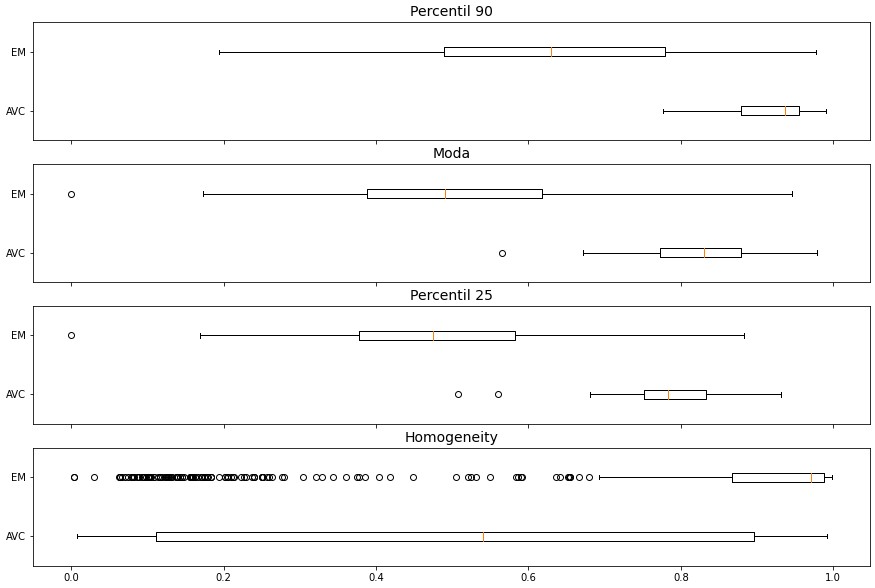 Percentil 90
EM
AVC
Moda
EM
AVC
Percentil 25
EM
AVC
Homogeneity
EM
AVC
0.0 0.2 0.4 0.6 0.8 1.0